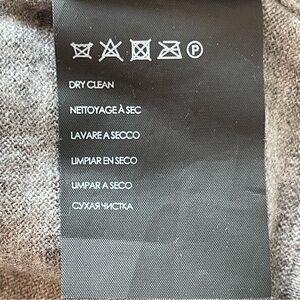 DRY CLEAN
NETTOYAGE À SEC
LAVARE A SECCO
LIMPIAR EN SECO
LIMPAR A SECO
СУХАЯ ЧИСТКА